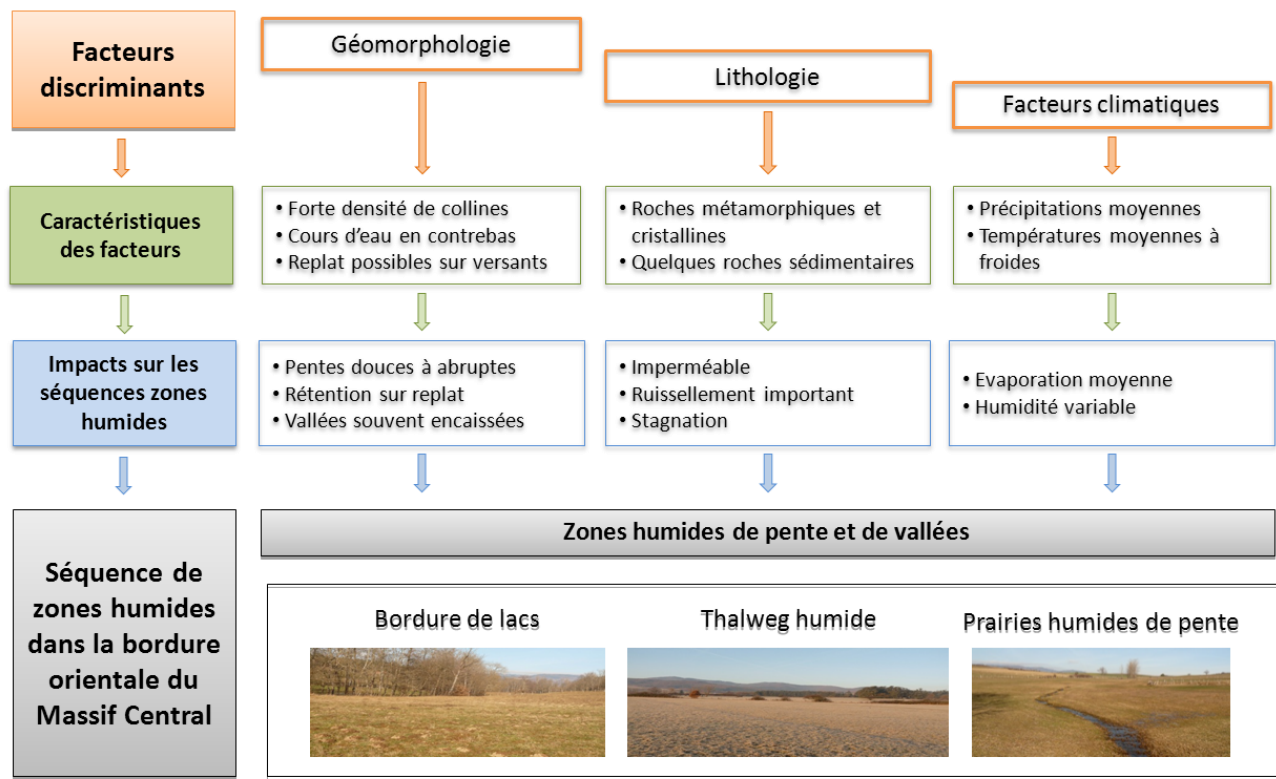 Facteurs
discriminants
Géomorphologie
Lithologie
Facteurs climatiques
Caractéristiques
des facteurs
• Forte densité de collines
• Cours d'eau en contrebas
• Replat possibles sur versants
• Roches métamorphiques et
cristallines
• Quelques roches sédimentaires
• Précipitations moyennes
• Températures moyennes à
froides
Impacts sur les
séquences zones
humides
• Pentes douces à abruptes
• Rétention sur replat
• Vallées souvent encaissées
• Imperméable
• Ruissellement important
• Stagnation
• Evaporation moyenne
• Humidité variable
Séquence de
zones humides
dans la bordure
orientale du
Massif Central
Zones humides de pente et de vallées
Bordure de lacs
Thalweg humide
Prairies humides de pente